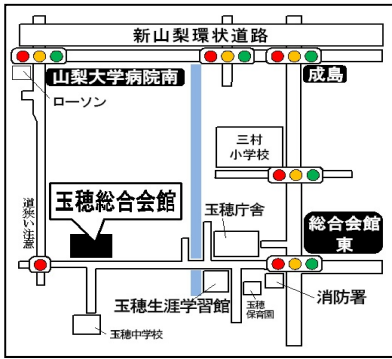 新山梨環状道路
山梨大学病院南
成島
ローソン
三村
小学校
道狭い注意
玉穂総合会館
玉穂庁舎
総合会館
東
玉穂生涯学習館
玉穂
保育園
消防署
玉穂中学校